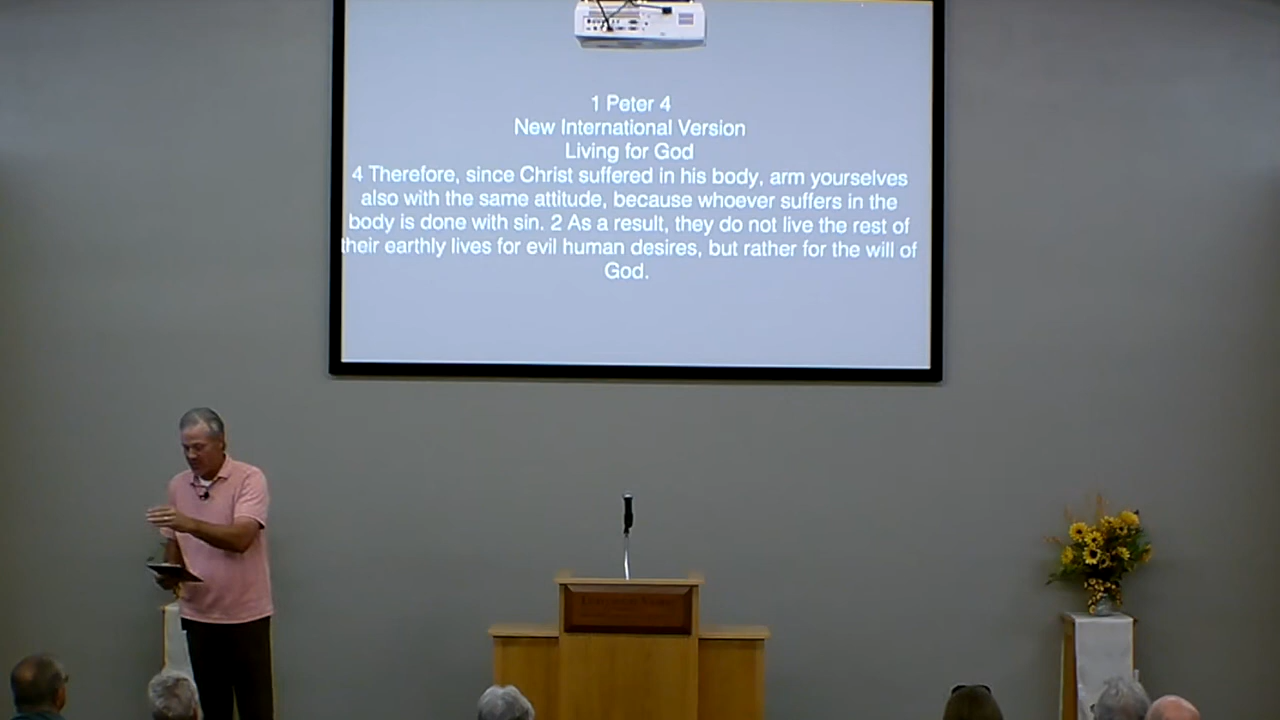 1 Peter 4
New International Version
Living for God
4 Therefore, since Christ suffered in his body, arm yourselves
also with the same attitude, because whoever suffers in the
body is done with sin. 2 As a result, they do not live the rest of
their earthly lives for evil human desires, but rather for the will of
God.